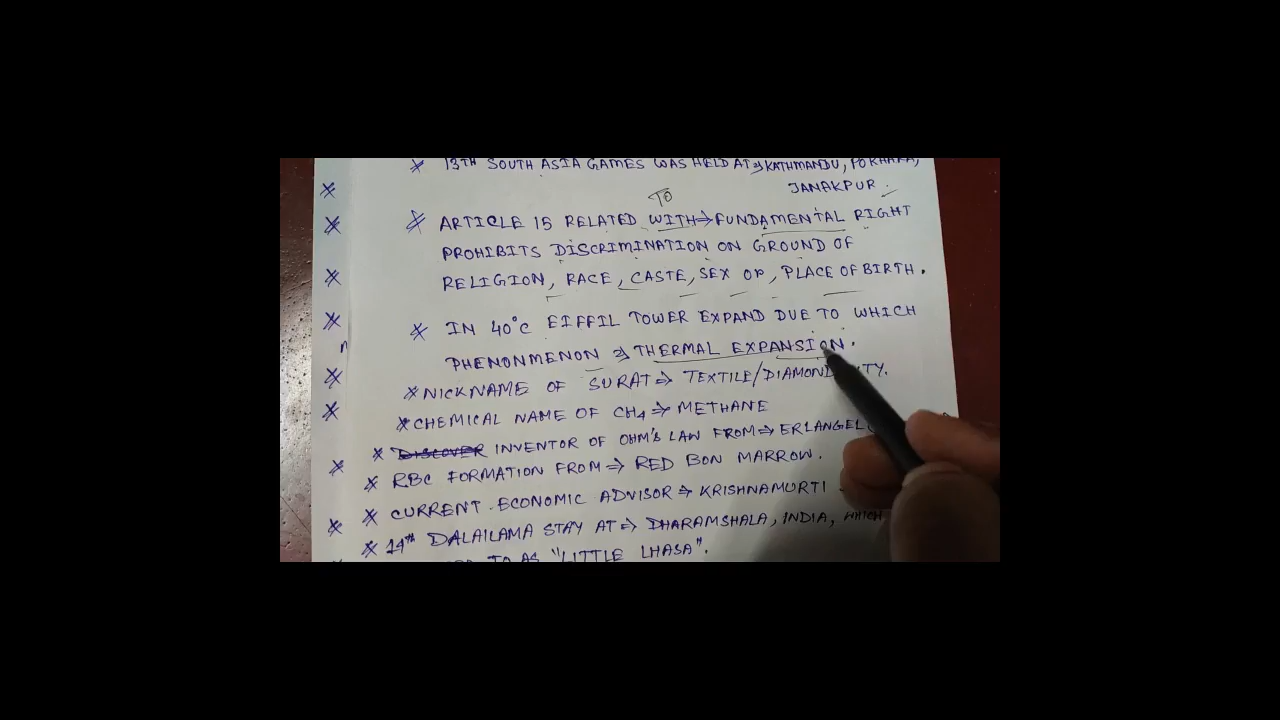 * 13TH SOUTH ASIA GAMES WAS HELD AT ⇒ KATHMANDU, POKHARA,
JANAKPUR.
TO
* ARTICLE 15 RELATED WITH ⇒ FUNDAMENTAL RIGHT
PROHIBITS DISCRIMINATION ON GROUND OF
RELIGION, RACE, CASTE, SEX OR, PLACE OF BIRTH.
* IN 40°C EIFFIL TOWER EXPAND DUE TO WHICH
PHENONMENON ⇒ THERMAL EXPANSION.
* NICKNAME OF SURAT ⇒ TEXTILE/DIAMOND
* CHEMICAL NAME OF CH4 ⇒ METHANE
* DISCOVER INVENTOR OF OHM'S LAW FROM ⇒ ERLANGE
* RBC FORMATION FROM ⇒ RED BON MARROW.
* CURRENT ECONOMIC ADVISOR ⇒ KRISHNAMURTI
* 14th DALAILAMA STAY AT ⇒ DHARAMSHALA, INDIA, WHICH
TO AS "LITTLE LHASA".